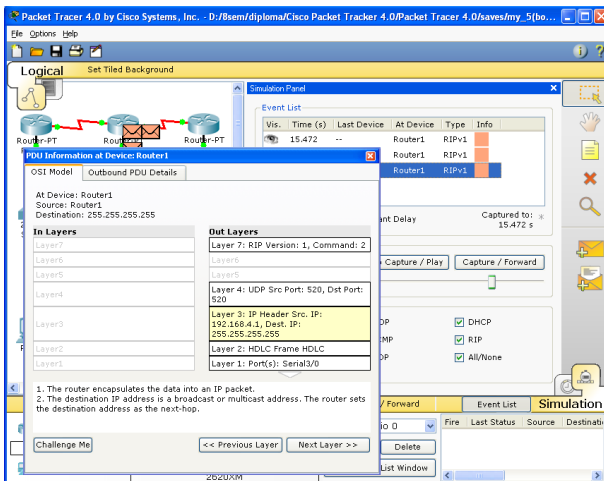 Packet Tracer 4.0 by Cisco Systems, Inc. - D:/8sem/diploma/Cisco Packet Tracker 4.0/Packet Tracer 4.0/saves/my_5(bo...
File Options Help
Logical Set Tiled Background
Simulation Panel
Event List
Vis. Time (s) Last Device At Device Type Info
15.472 -- Router1 RIPv1
Router1 RIPv1
Router1 RIPv1
Router-PT Router-PT
PDU Information at Device: Router1
OSI Model Outbound PDU Details
At Device: Router1
Source: Router1
Destination: 255.255.255.255
In Layers Out Layers
Layer7 Layer 7: RIP Version: 1, Command: 2
Layer6 Layer6
Layer5 Layer5
Layer4 Layer 4: UDP Src Port: 520, Dst Port: 520
Layer3 Layer 3: IP Header Src. IP: 192.168.4.1, Dest. IP: 255.255.255.255
Layer2 Layer 2: HDLC Frame HDLC
Layer1 Layer 1: Port(s): Serial3/0
1. The router encapsulates the data into an IP packet.
2. The destination IP address is a broadcast or multicast address. The router sets
the destination address as the next-hop.
Challenge Me << Previous Layer Next Layer >>
ant Delay Captured to: *
15.472 s
Capture / Play Capture / Forward
DHCP
RIP
All/None
/ Forward Event List Simulation
io 0 Fire Last Status Source Destinati
Delete
List Window
2620XM